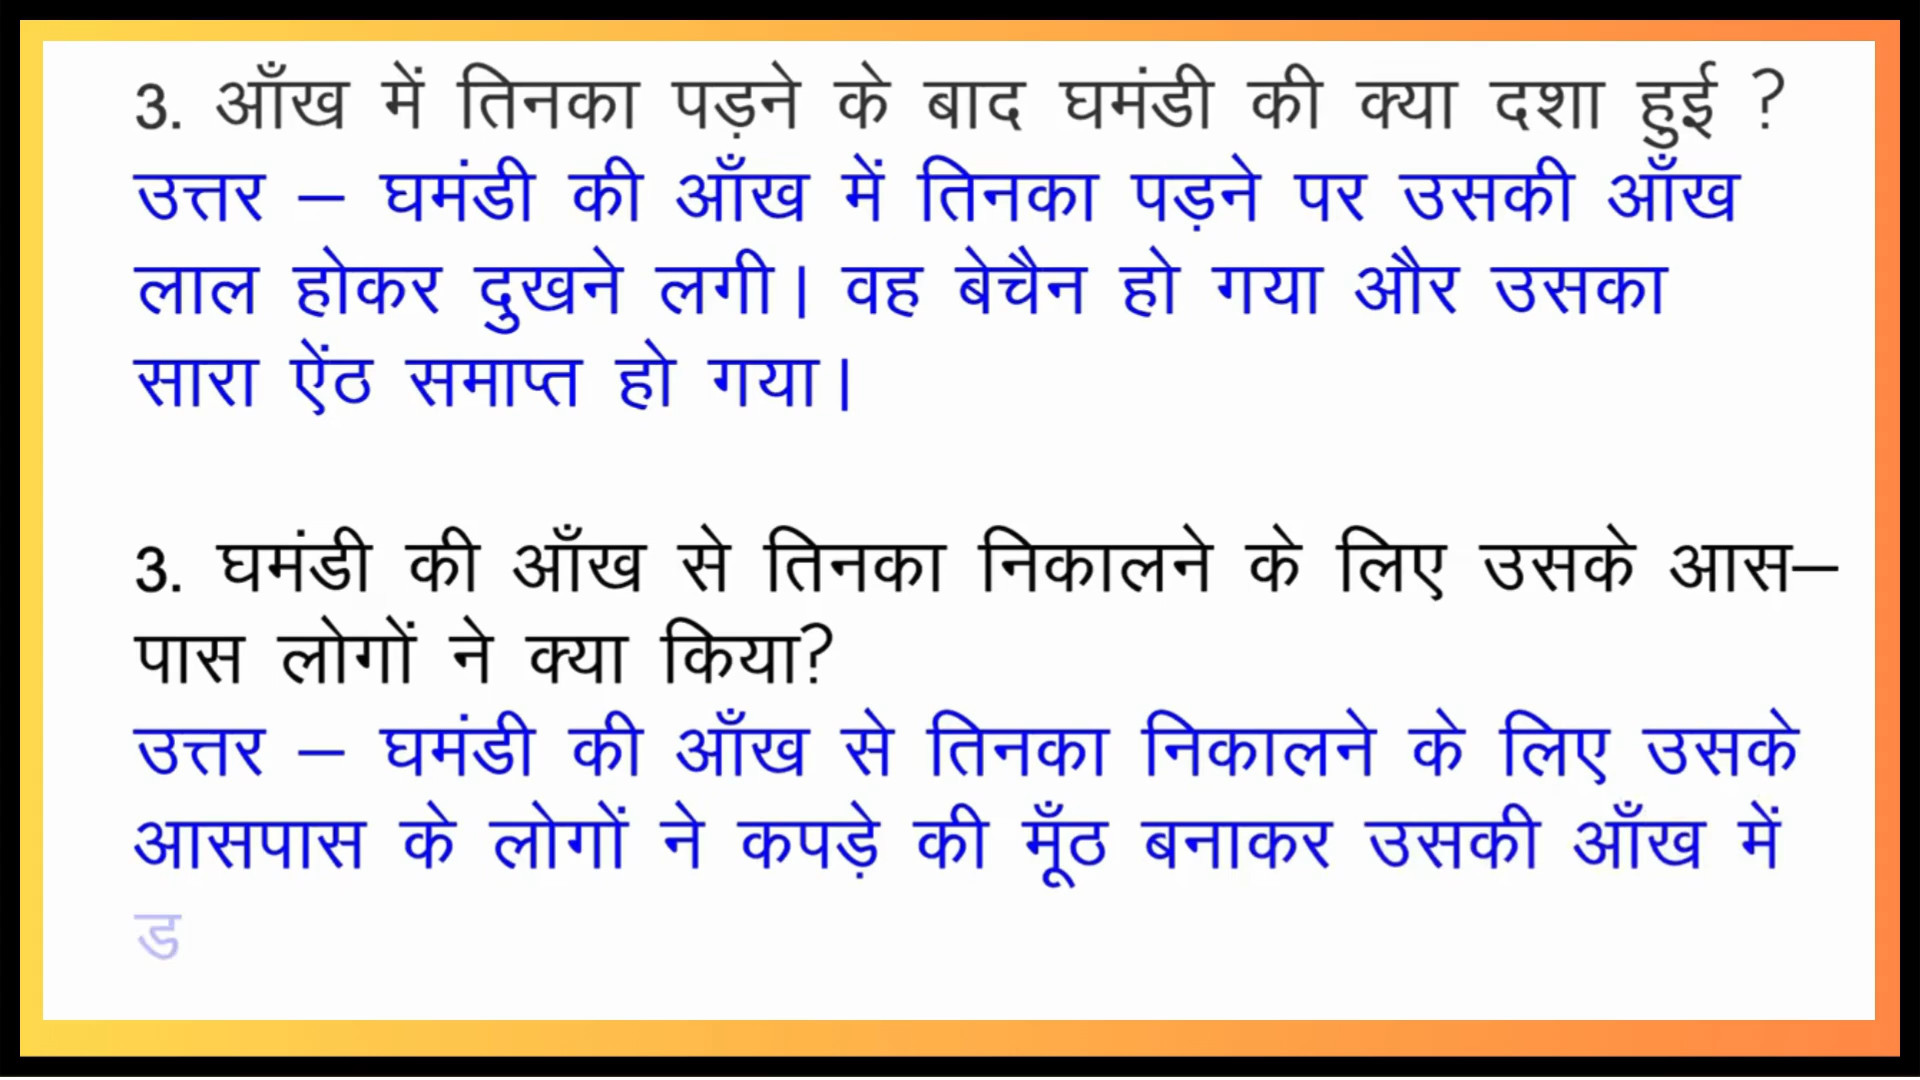 3. आँख में तिनका पड़ने के बाद घमंडी की क्या दशा हुई ?
उत्तर – घमंडी की आँख में तिनका पड़ने पर उसकी आँख
लाल होकर दुखने लगी। वह बेचैन हो गया और उसका
सारा ऐंठ समाप्त हो गया।
3. घमंडी की आँख से तिनका निकालने के लिए उसके आस–
पास लोगों ने क्या किया?
उत्तर – घमंडी की आँख से तिनका निकालने के लिए उसके
आसपास के लोगों ने कपड़े की मूँठ बनाकर उसकी आँख में
ड